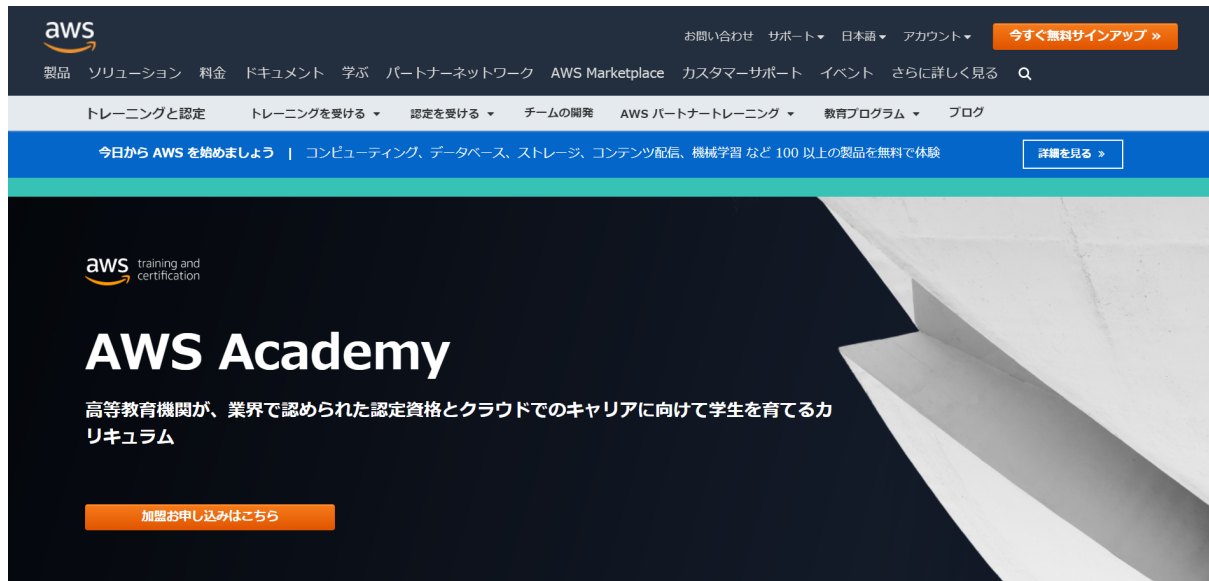 aws
お問い合わせ サポート 日本語 アカウント 今すぐ無料サインアップ »
製品 ソリューション 料金 ドキュメント 学ぶ パートナーネットワーク AWS Marketplace カスタマーサポート イベント さらに詳しく見る
トレーニングと認定 トレーニングを受ける 認定を受ける チームの開発 AWS パートナートレーニング 教育プログラム ブログ
今日から AWS を始めましょう | コンピューティング、データベース、ストレージ、コンテンツ配信、機械学習 など 100 以上の製品を無料で体験 詳細を見る »
aws training and
certification
AWS Academy
高等教育機関が、業界で認められた認定資格とクラウドでのキャリアに向けて学生を育てるカ
リキュラム
加盟お申し込みはこちら